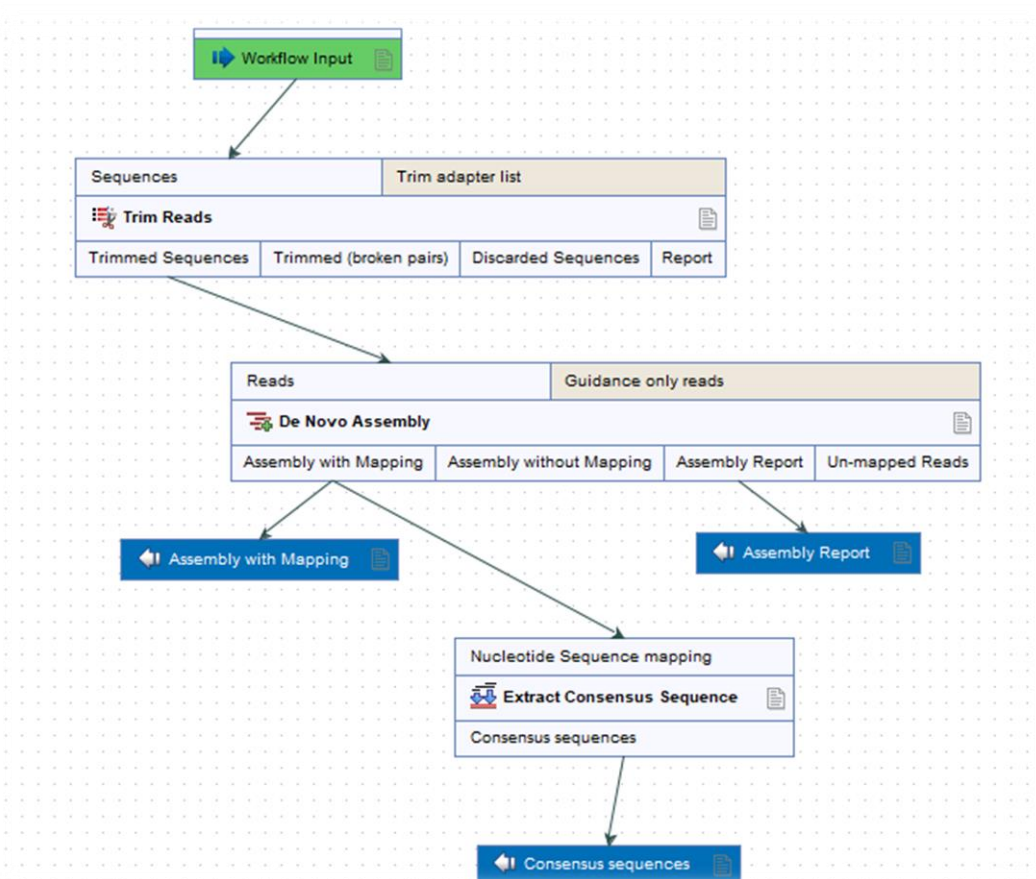 Workflow Input
Sequences
Trim adapter list
Trim Reads
Trimmed Sequences
Trimmed (broken pairs)
Discarded Sequences
Report
Reads
Guidance only reads
De Novo Assembly
Assembly with Mapping
Assembly without Mapping
Assembly Report
Un-mapped Reads
Assembly with Mapping
Assembly Report
Nucleotide Sequence mapping
Extract Consensus Sequence
Consensus sequences
Consensus sequences